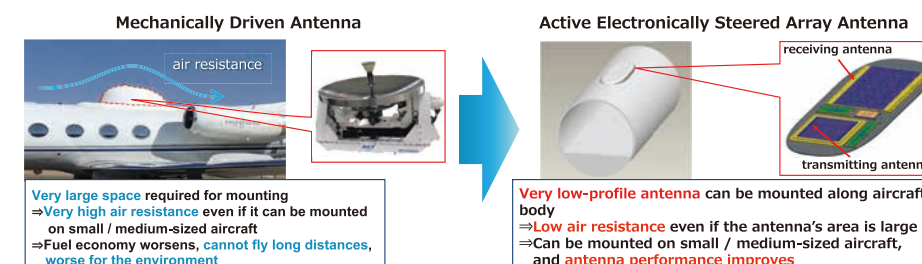 Mechanically Driven Antenna
air resistance
Very large space required for mounting
⇒Very high air resistance even if it can be mounted
on small / medium-sized aircraft
⇒Fuel economy worsens, cannot fly long distances,
worse for the environment
Active Electronically Steered Array Antenna
receiving antenna
transmitting
Very low-profile antenna can be mounted along aircraft
body
⇒Low air resistance even if the antenna's area is large
⇒Can be mounted on small / medium-sized aircraft,
and antenna performance improves